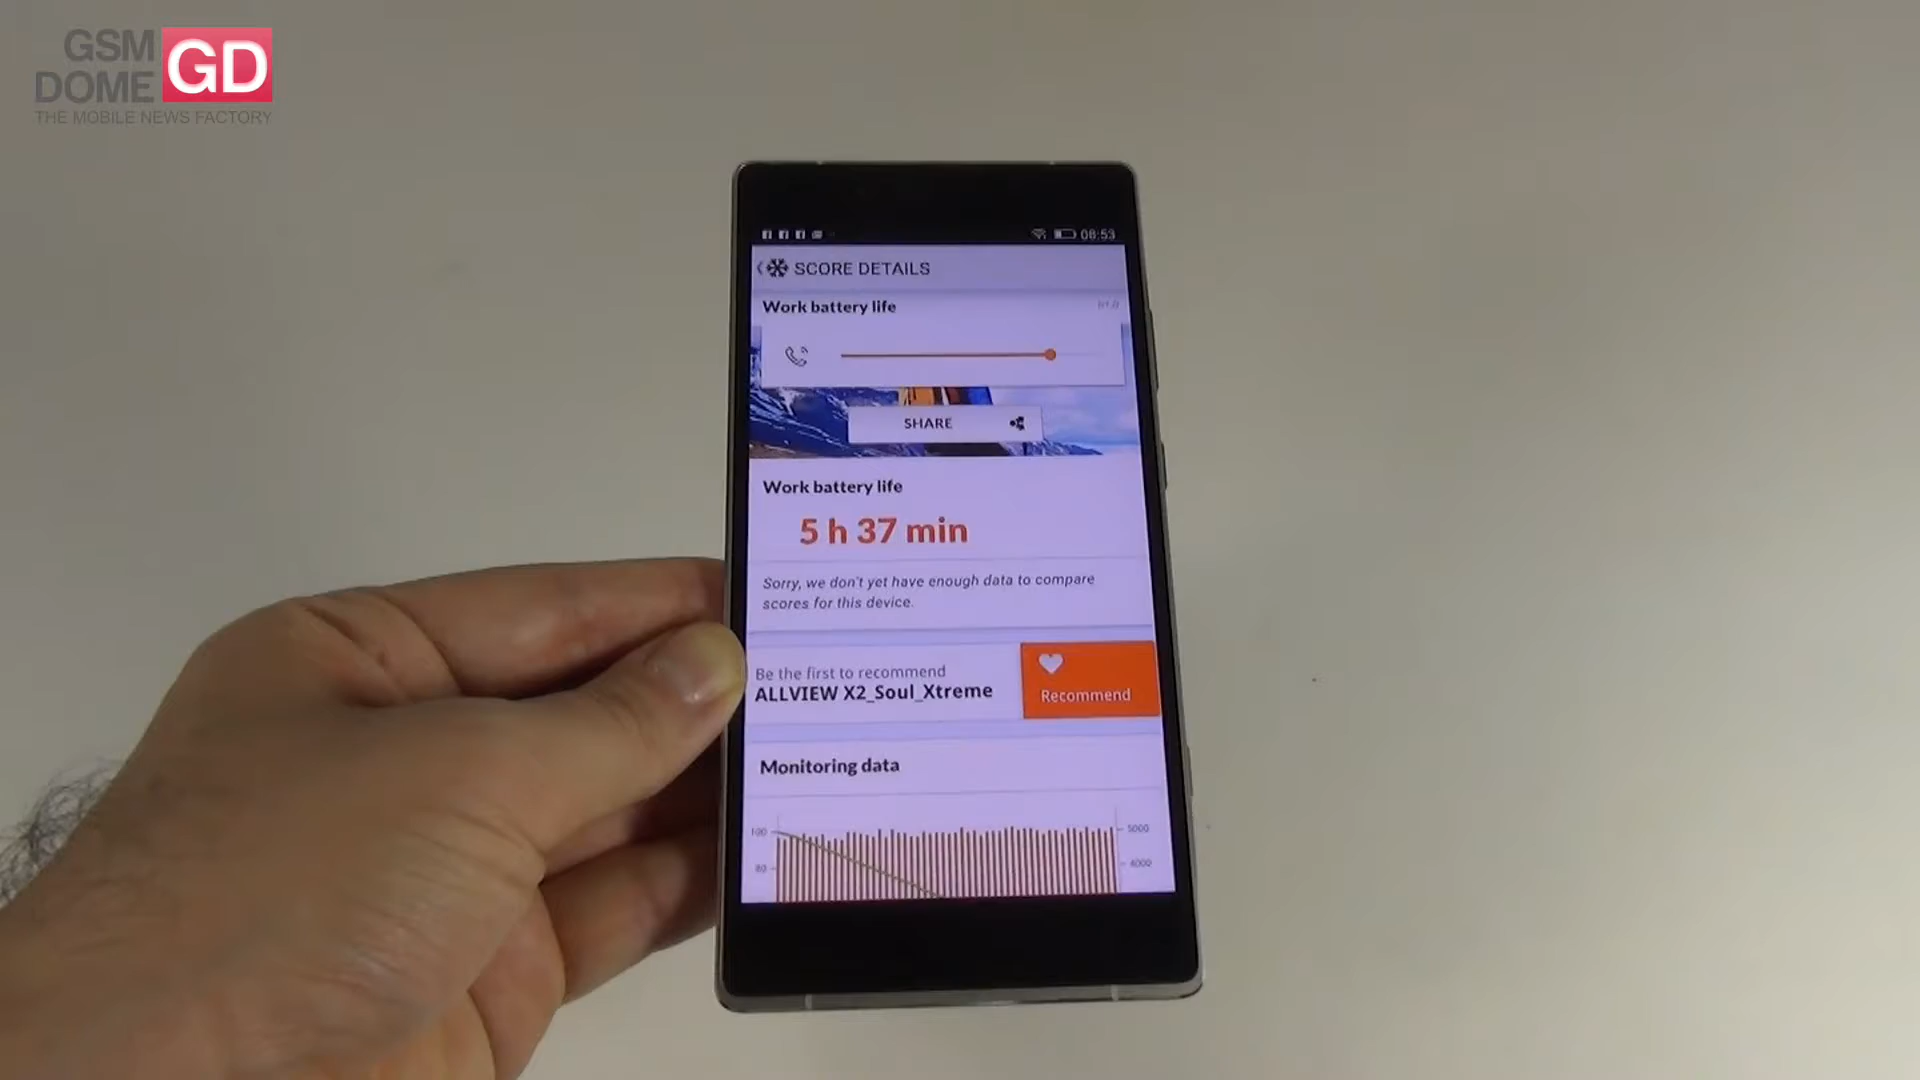 GSM
DOME
GD
THE MOBILE NEWS FACTORY
08:53
SCORE DETAILS
Work battery life
SHARE
Work battery life
5 h 37 min
Sorry, we don't yet have enough data to compare
scores for this device.
Be the first to recommend
ALLVIEW X2_Soul_Xtreme
Recommend
Monitoring data
100
5000
80
4000